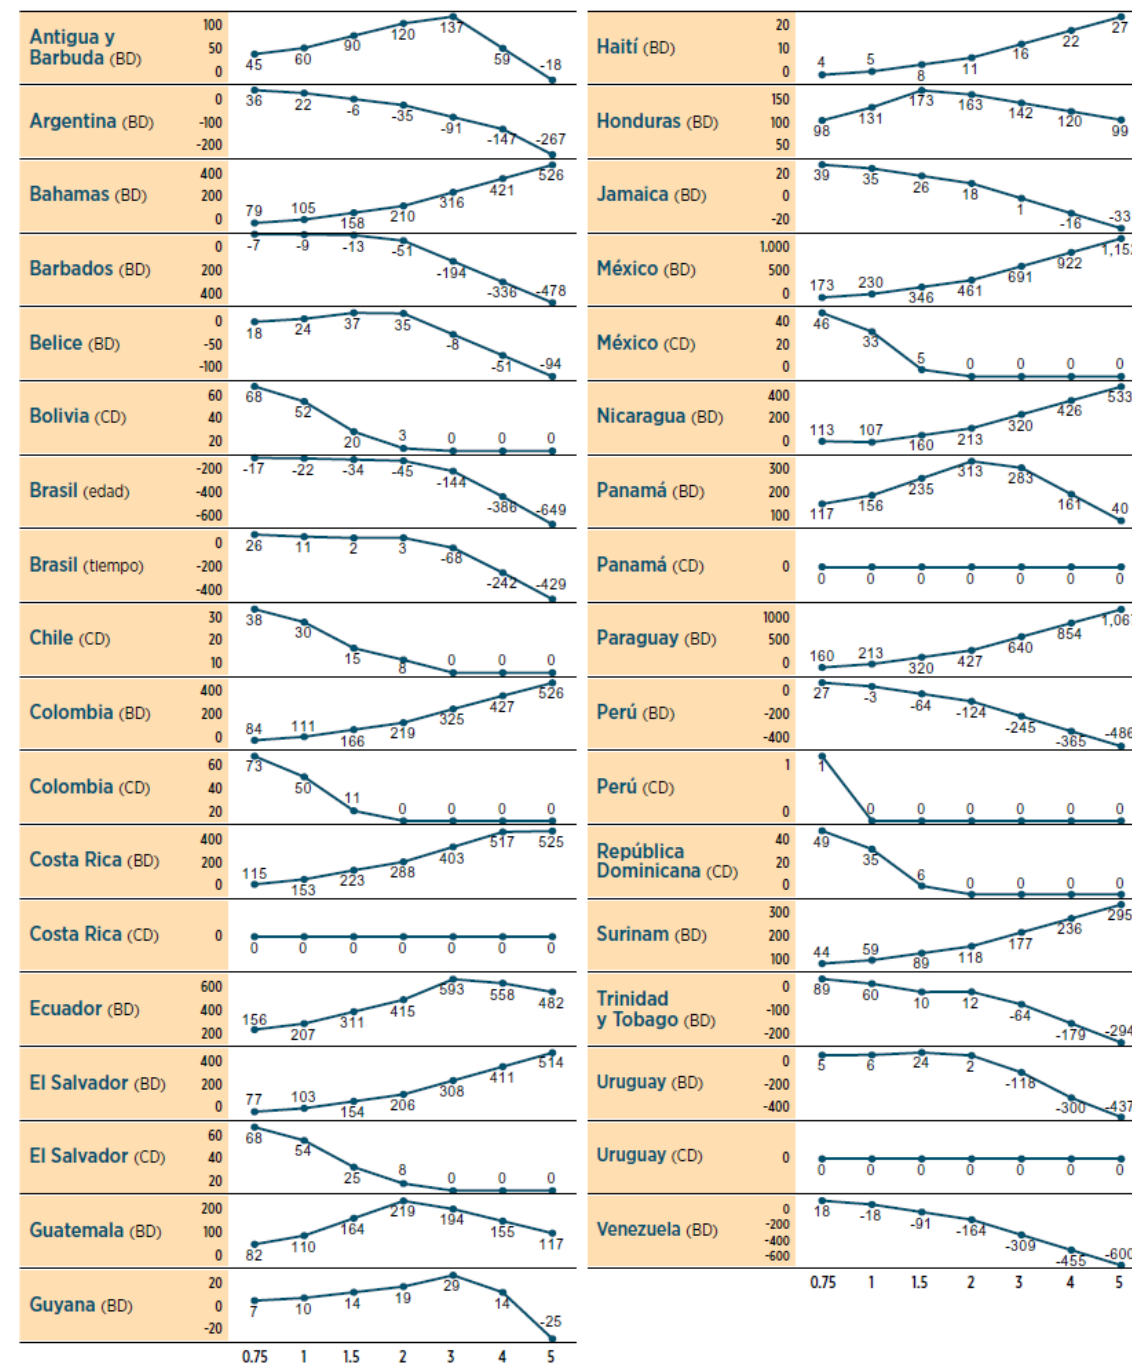 Antigua y
Barbuda (BD)
100
50
0
45 60 90 120 137 59 -18
Argentina (BD)
0
-100
-200
36 22 -6 -35 -91 -147 -267
Bahamas (BD)
400
200
0
79 105 158 210 316 421 526
Barbados (BD)
0
200
400
-7 -9 -13 -51 -194 -336 -478
Belice (BD)
0
-50
-100
18 24 37 35 -8 -51 -94
Bolivia (CD)
60
40
20
68 52 20 3 0 0 0
Brasil (edad)
-200
-400
-600
-17 -22 -34 -45 -144 -386 -649
Brasil (tiempo)
0
-200
-400
26 11 2 3 -68 -242 -429
Chile (CD)
30
20
10
38 30 15 8 0 0 0
Colombia (BD)
400
200
0
84 111 166 219 325 427 526
Colombia (CD)
60
40
20
73 50 11 0 0 0 0
Costa Rica (BD)
400
200
0
115 153 223 288 403 517 525
Costa Rica (CD)
0
0 0 0 0 0 0 0
Ecuador (BD)
600
400
200
156 207 311 415 593 558 482
El Salvador (BD)
400
200
0
77 103 154 206 308 411 514
El Salvador (CD)
60
40
20
68 54 25 8 0 0 0
Guatemala (BD)
200
100
0
82 110 164 219 194 155 117
Guyana (BD)
20
0
-20
7 10 14 19 29 14 -25
0.75 1 1.5 2 3 4 5
Haití (BD)
20
10
0
4 5 8 11 16 22 27
Honduras (BD)
150
100
50
98 131 173 163 142 120 99
Jamaica (BD)
20
0
-20
39 35 26 18 1 -16 -33
México (BD)
1.000
500
0
173 230 346 461 691 922 1,152
México (CD)
40
20
0
46 33 5 0 0 0 0
Nicaragua (BD)
400
200
0
113 107 160 213 320 426 533
Panamá (BD)
300
200
100
117 156 235 313 283 161 40
Panamá (CD)
0
0 0 0 0 0 0 0
Paraguay (BD)
1000
500
0
160 213 320 427 640 854 1,067
Perú (BD)
0
-200
-400
27 -3 -64 -124 -245 -365 -486
Perú (CD)
1
0
1 0 0 0 0 0 0
República
Dominicana (CD)
40
20
0
49 35 6 0 0 0 0
Surinam (BD)
300
200
100
44 59 89 118 177 236 295
Trinidad
y Tobago (BD)
0
-100
-200
89 60 10 12 -64 -179 -294
Uruguay (BD)
0
-200
-400
5 6 24 2 -118 -300 -437
Uruguay (CD)
0
0 0 0 0 0 0 0
Venezuela (BD)
0
-200
-400
-600
18 -18 -91 -164 -309 -455 -600
0.75 1 1.5 2 3 4 5